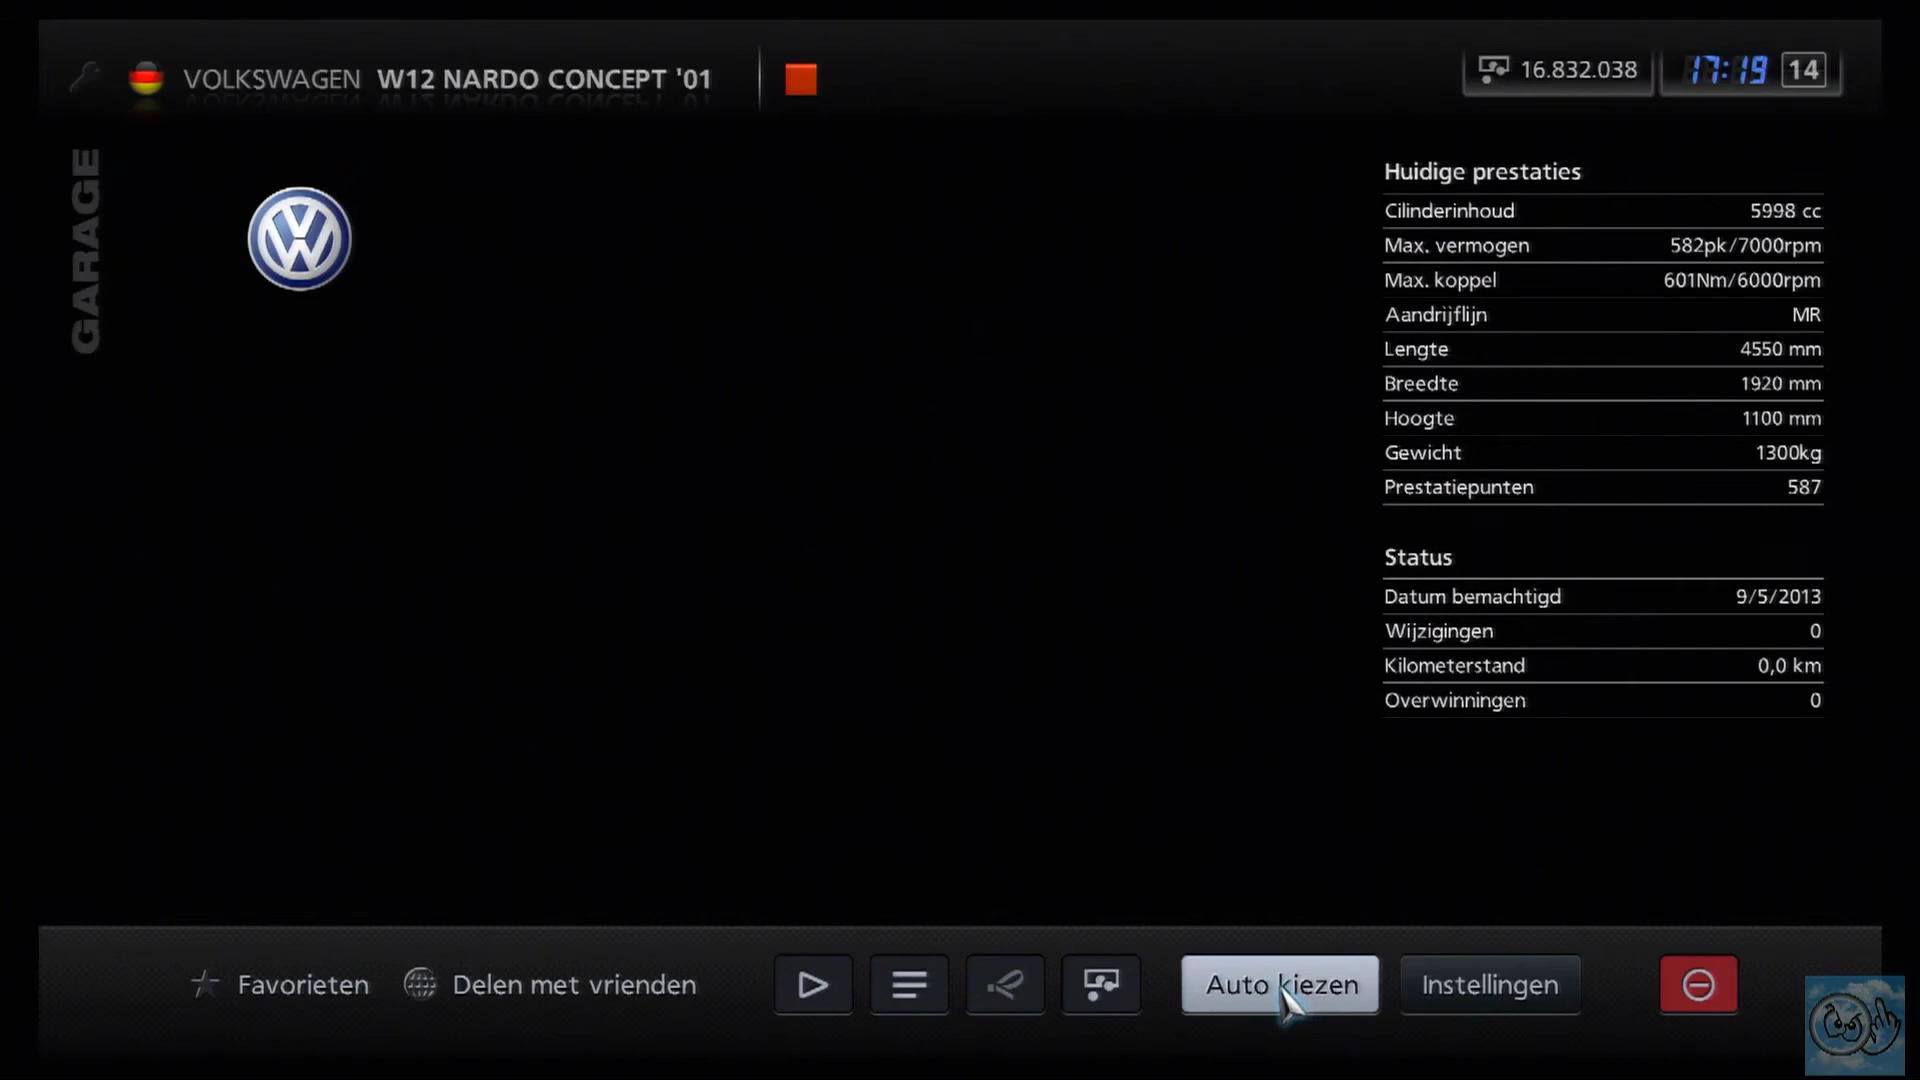 VOLKSWAGEN W12 NARDO CONCEPT '01
16.832.038
17:19 14
GARAGE
Huidige prestaties
Cilinderinhoud 5998 cc
Max. vermogen 582pk/7000rpm
Max. koppel 601Nm/6000rpm
Aandrijflijn MR
Lengte 4550 mm
Breedte 1920 mm
Hoogte 1100 mm
Gewicht 1300kg
Prestatiepunten 587
Status
Datum bemachtigd 9/5/2013
Wijzigingen 0
Kilometerstand 0,0 km
Overwinningen 0
Favorieten Delen met vrienden Auto kiezen Instellingen